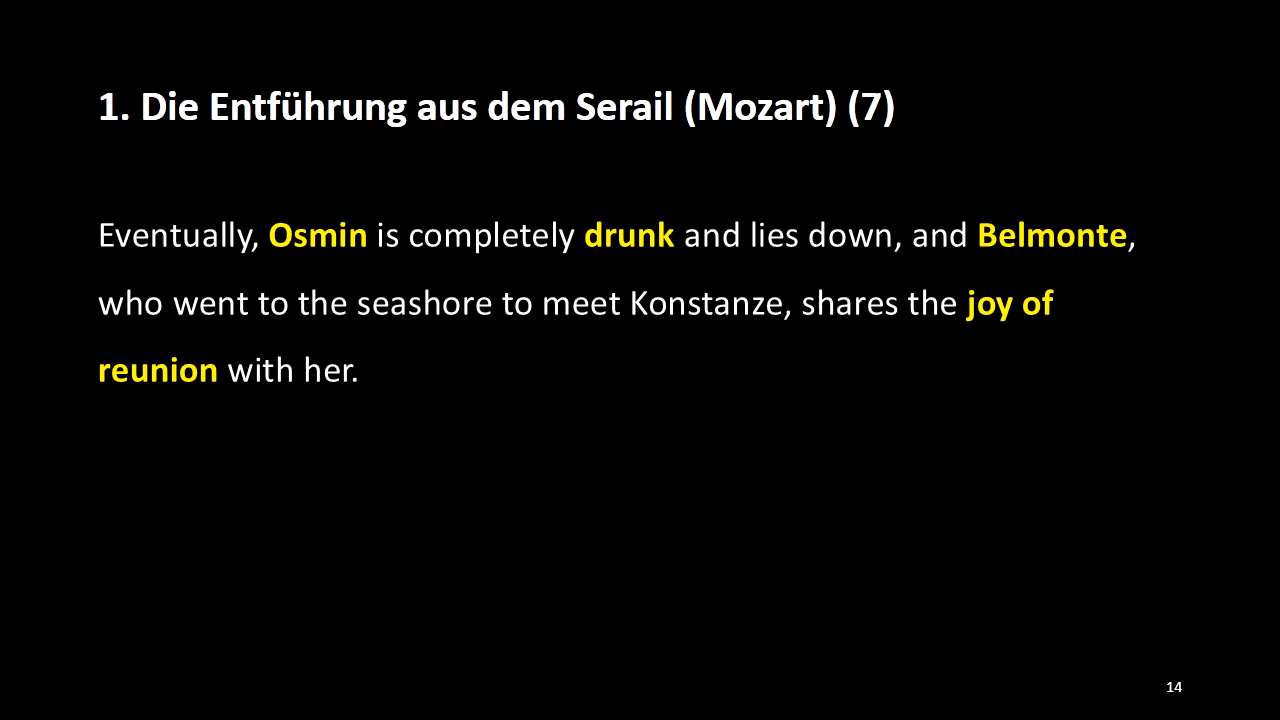 1. Die Entführung aus dem Serail (Mozart) (7)
Eventually, Osmin is completely drunk and lies down, and Belmonte,
who went to the seashore to meet Konstanze, shares the joy of
reunion with her.
14